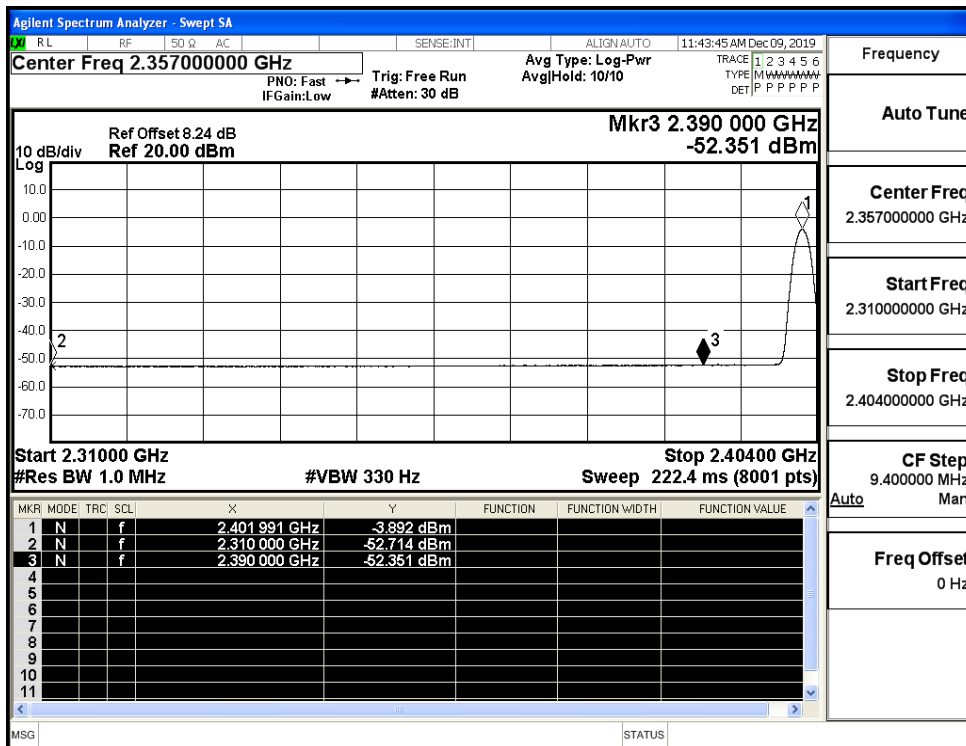 Agilent Spectrum Analyzer - Swept SA
LXI RL RF 50 Ω AC SENSE:INT ALIGN AUTO 11:43:45 AM Dec 09, 2019
Center Freq 2.357000000 GHz
PNO: Fast
IFGain:Low
Trig: Free Run
#Atten: 30 dB
Avg Type: Log-Pwr
Avg|Hold: 10/10
TRACE 1 2 3 4 5 6
TYPE M W W W W W
DET P P P P P P
Mkr3 2.390 000 GHz
-52.351 dBm
Ref Offset 8.24 dB
10 dB/div Ref 20.00 dBm
Log
10.0
0.00
-10.0
-20.0
-30.0
-40.0
-50.0
-60.0
-70.0
1
2
3
Start 2.31000 GHz Stop 2.40400 GHz
#Res BW 1.0 MHz #VBW 330 Hz Sweep 222.4 ms (8001 pts)
MKR MODE TRC SCL X Y FUNCTION FUNCTION WIDTH FUNCTION VALUE
1 N f 2.401 991 GHz -3.892 dBm
2 N f 2.310 000 GHz -52.714 dBm
3 N f 2.390 000 GHz -52.351 dBm
4
5
6
7
8
9
10
11
MSG STATUS
Frequency
Auto Tune
Center Freq
2.357000000 GHz
Start Freq
2.310000000 GHz
Stop Freq
2.404000000 GHz
CF Step
9.400000 MHz
Auto Man
Freq Offset
0 Hz